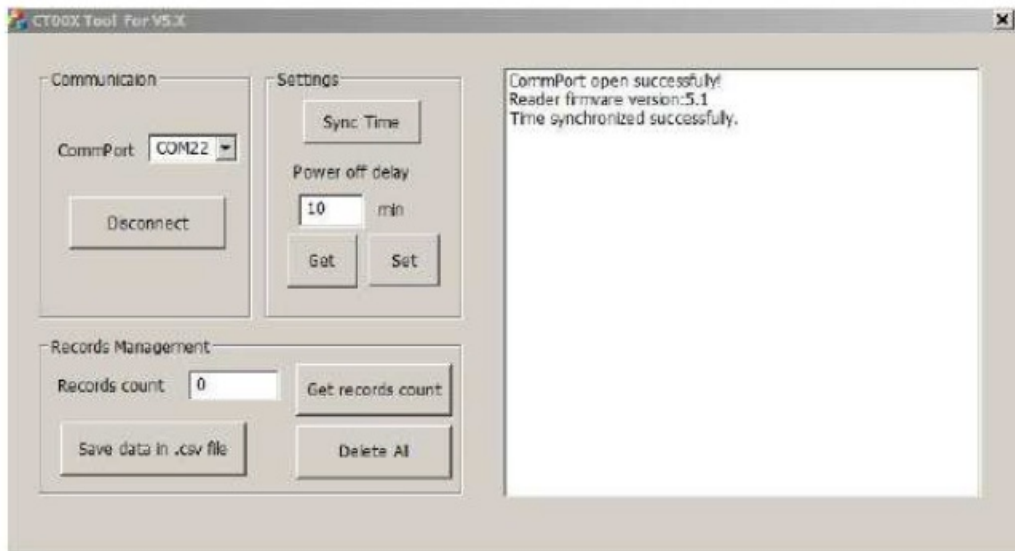 CT00X Tool For V5.X
Communicaion
CommPort COM22
Disconnect
Settings
Sync Time
Power off delay
10 min
Get Set
CommPort open successfully!
Reader firmware version:5.1
Time synchronized successfully.
Records Management
Records count 0
Get records count
Save data in .csv file
Delete All